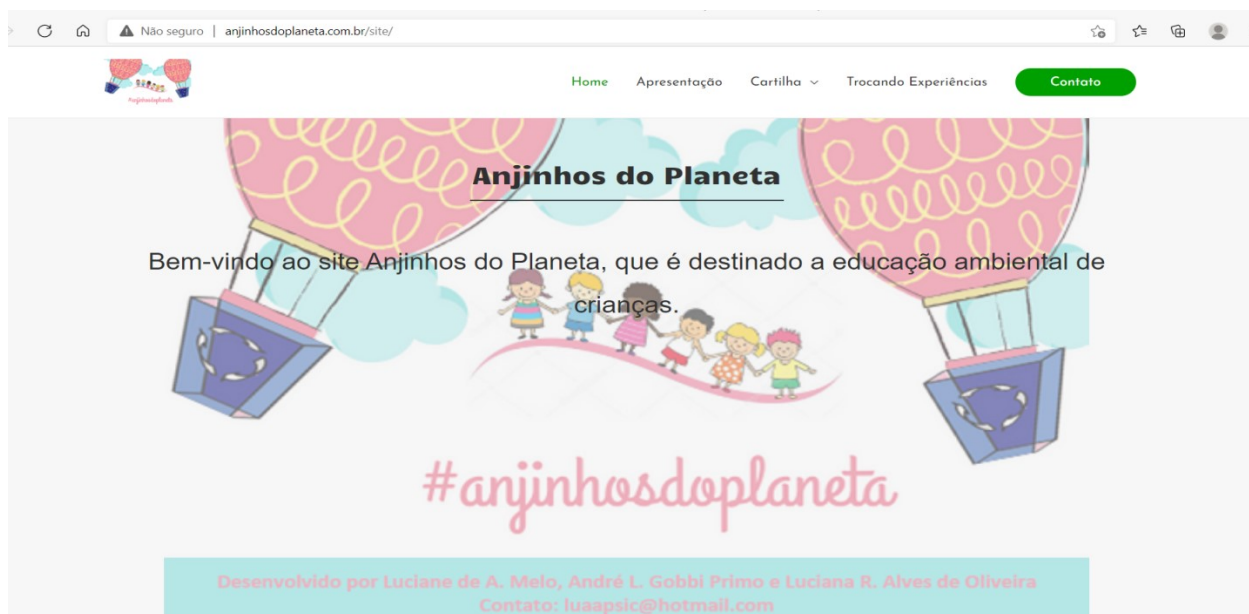 Não seguro | anjinhosdoplaneta.com.br/site/
#anjinhosdoplaneta
Home Apresentação Cartilha Trocando Experiências Contato
Anjinhos do Planeta
Bem-vindo ao site Anjinhos do Planeta, que é destinado a educação ambiental de
crianças.
#anjinhosdoplaneta
Desenvolvido por Luciane de A. Melo, André L. Gobbi Primo e Luciana R. Alves de Oliveira
Contato: luaapsic@hotmail.com